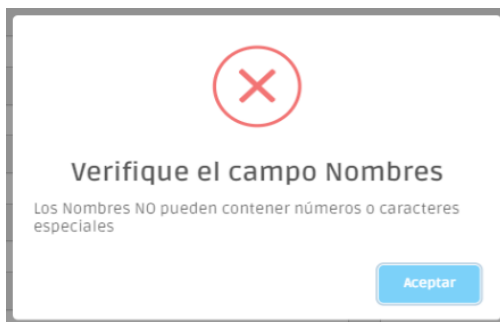 Verifique el campo Nombres
Los Nombres NO pueden contener números o caracteres
especiales
Aceptar